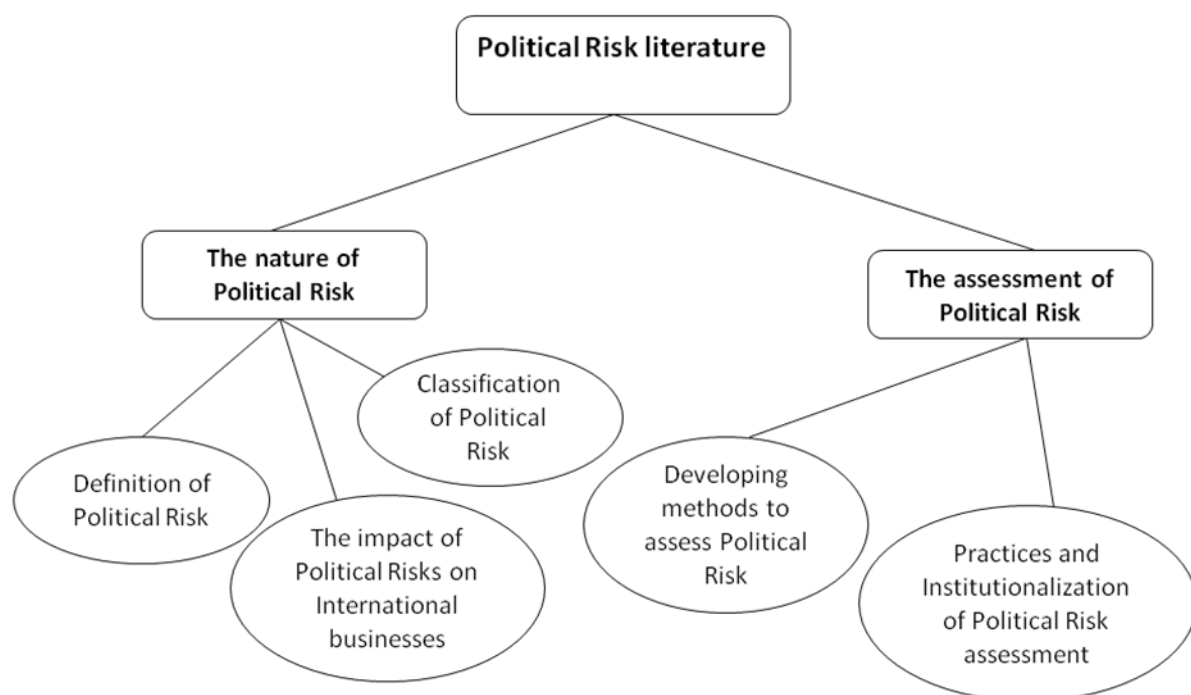 Political Risk literature
The nature of
Political Risk
The assessment of
Political Risk
Classification
of Political
Risk
Definition of
Political Risk
The impact of
Political Risks on
International
businesses
Developing
methods to
assess Political
Risk
Practices and
Institutionalization
of Political Risk
assessment